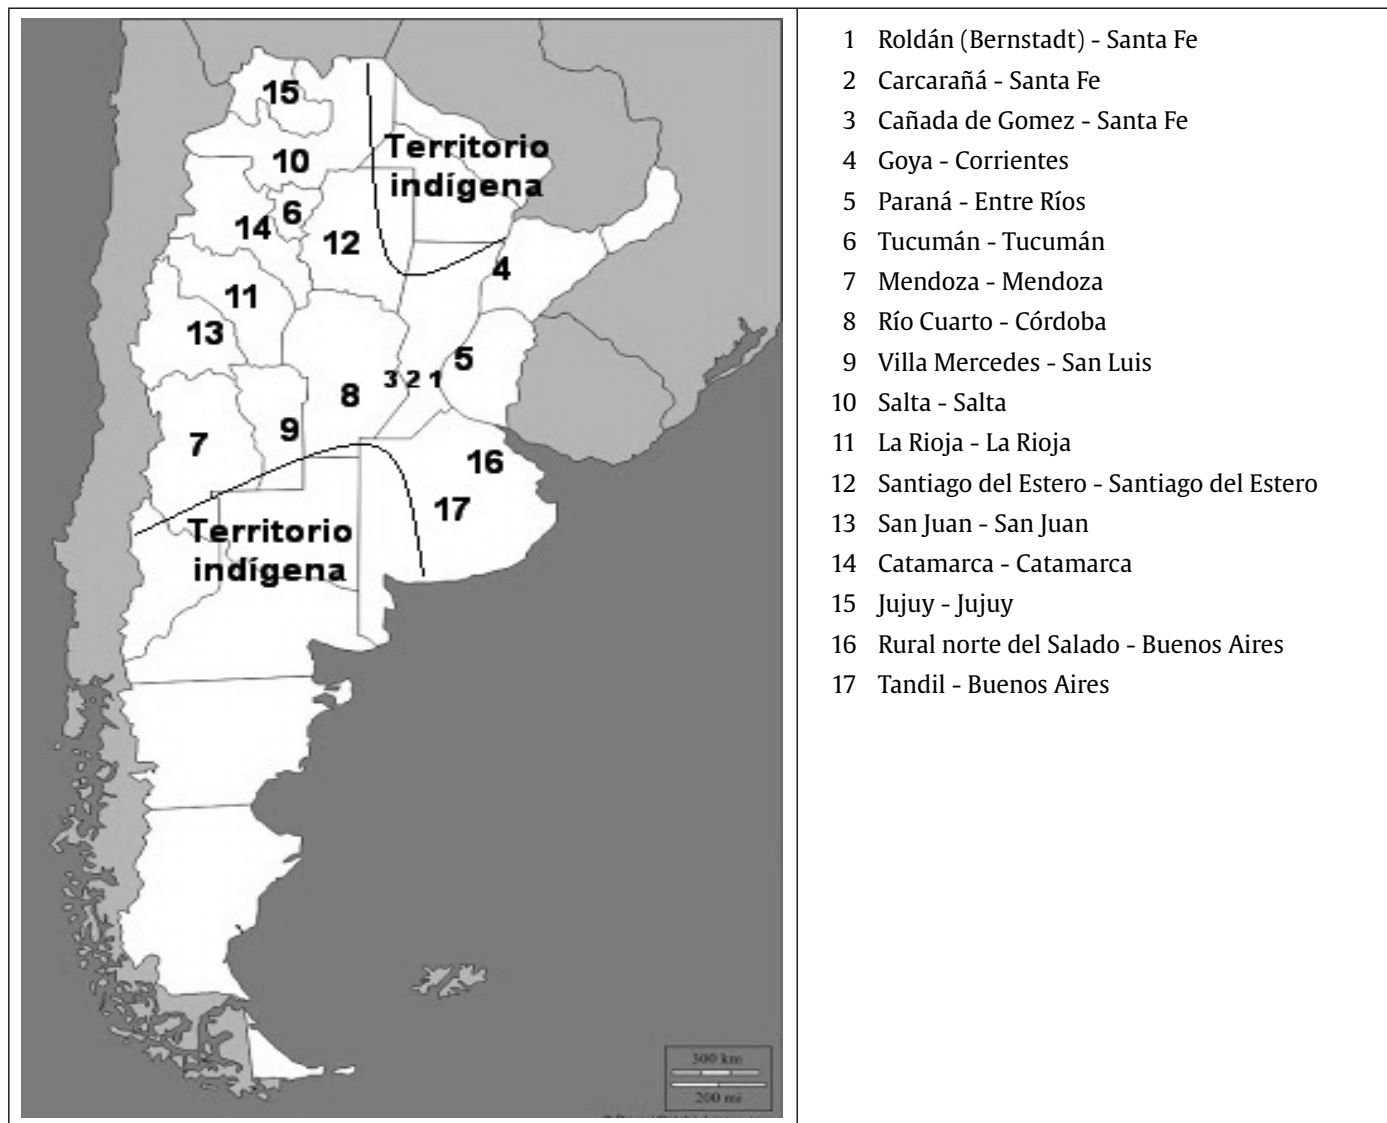 15
Territorio
indígena
10
6
14
12
4
11
13
5
3 2 1
8
9
7
16
17
Territorio
indígena
300 km
200 mi
1 Roldán (Bernstadt) - Santa Fe
2 Carcarañá - Santa Fe
3 Cañada de Gomez - Santa Fe
4 Goya - Corrientes
5 Paraná - Entre Ríos
6 Tucumán - Tucumán
7 Mendoza - Mendoza
8 Río Cuarto - Córdoba
9 Villa Mercedes - San Luis
10 Salta - Salta
11 La Rioja - La Rioja
12 Santiago del Estero - Santiago del Estero
13 San Juan - San Juan
14 Catamarca - Catamarca
15 Jujuy - Jujuy
16 Rural norte del Salado - Buenos Aires
17 Tandil - Buenos Aires